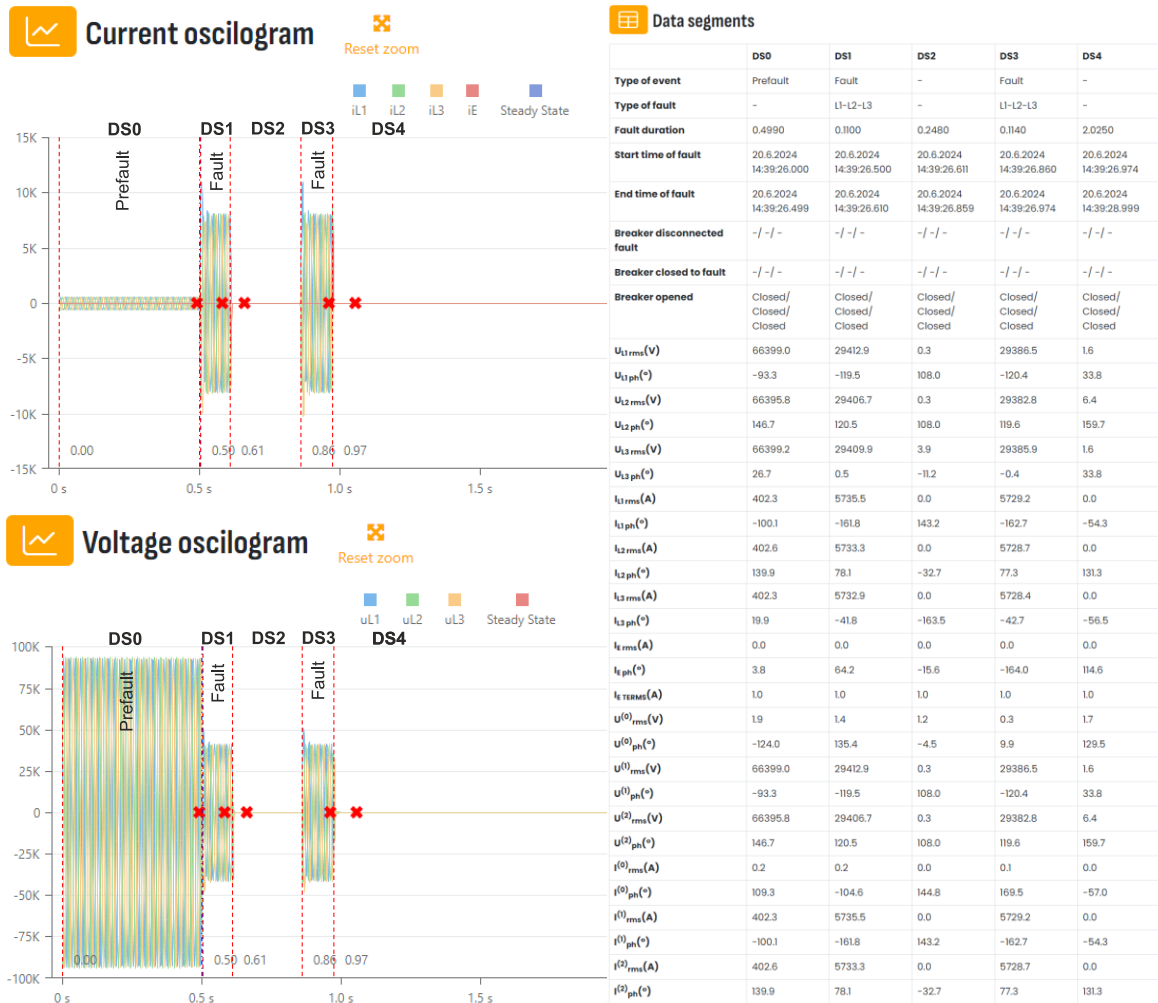 Current oscilogram
Reset zoom
iL1 iL2 iL3 iE Steady State
DS0 DS1 DS2 DS3 DS4
Prefault
Fault
Fault
15K
10K
5K
0
-5K
-10K
-15K
0.00 0.50 0.61 0.86 0.97
0 s 0.5 s 1.0 s 1.5 s
Voltage oscilogram
Reset zoom
uL1 uL2 uL3 Steady State
DS0 DS1 DS2 DS3 DS4
Prefault
Fault
Fault
100K
75K
50K
25K
0
-25K
-50K
-75K
-100K
0.00 0.50 0.61 0.86 0.97
0 s 0.5 s 1.0 s 1.5 s
Data segments
DS0 DS1 DS2 DS3 DS4
Type of event Prefault Fault - Fault -
Type of fault - L1-L2-L3 - L1-L2-L3 -
Fault duration 0.4990 0.1100 0.2480 0.1140 2.0250
Start time of fault 20.6.2024 20.6.2024 20.6.2024 20.6.2024 20.6.2024
14:39:26.000 14:39:26.500 14:39:26.611 14:39:26.860 14:39:26.974
End time of fault 20.6.2024 20.6.2024 20.6.2024 20.6.2024 20.6.2024
14:39:26.499 14:39:26.610 14:39:26.859 14:39:26.974 14:39:28.999
Breaker disconnected -/ -/ - -/ -/ - -/ -/ - -/ -/ - -/ -/ -
fault
Breaker closed to fault -/ -/ - -/ -/ - -/ -/ - -/ -/ - -/ -/ -
Breaker opened Closed/ Closed/ Closed/ Closed/ Closed/
Closed/ Closed/ Closed/ Closed/ Closed/
Closed Closed Closed Closed Closed
UL1 rms(V) 66399.0 29412.9 0.3 29386.5 1.6
UL1 ph(°) -93.3 -119.5 108.0 -120.4 33.8
UL2 rms(V) 66395.8 29406.7 0.3 29382.8 6.4
UL2 ph(°) 146.7 120.5 108.0 119.6 159.7
UL3 rms(V) 66399.2 29409.9 3.9 29385.9 1.6
UL3 ph(°) 26.7 0.5 -11.2 -0.4 33.8
IL1 rms(A) 402.3 5735.5 0.0 5729.2 0.0
IL1 ph(°) -100.1 -161.8 143.2 -162.7 -54.3
IL2 rms(A) 402.6 5733.3 0.0 5728.7 0.0
IL2 ph(°) 139.9 78.1 -32.7 77.3 131.3
IL3 rms(A) 402.3 5732.9 0.0 5728.4 0.0
IL3 ph(°) 19.9 -41.8 -163.5 -42.7 -56.5
IE rms(A) 0.0 0.0 0.0 0.0 0.0
IE ph(°) 3.8 64.2 -15.6 -164.0 114.6
IE TERMS(A) 1.0 1.0 1.0 1.0 1.0
U(0)rms(V) 1.9 1.4 1.2 0.3 1.7
U(0)ph(°) -124.0 135.4 -4.5 9.9 129.5
U(1)rms(V) 66399.0 29412.9 0.3 29386.5 1.6
U(1)ph(°) -93.3 -119.5 108.0 -120.4 33.8
U(2)rms(V) 66395.8 29406.7 0.3 29382.8 6.4
U(2)ph(°) 146.7 120.5 108.0 119.6 159.7
I(0)rms(A) 0.2 0.2 0.0 0.1 0.0
I(0)ph(°) 109.3 -104.6 144.8 169.5 -57.0
I(1)rms(A) 402.3 5735.5 0.0 5729.2 0.0
I(1)ph(°) -100.1 -161.8 143.2 -162.7 -54.3
I(2)rms(A) 402.6 5733.3 0.0 5728.7 0.0
I(2)ph(°) 139.9 78.1 -32.7 77.3 131.3